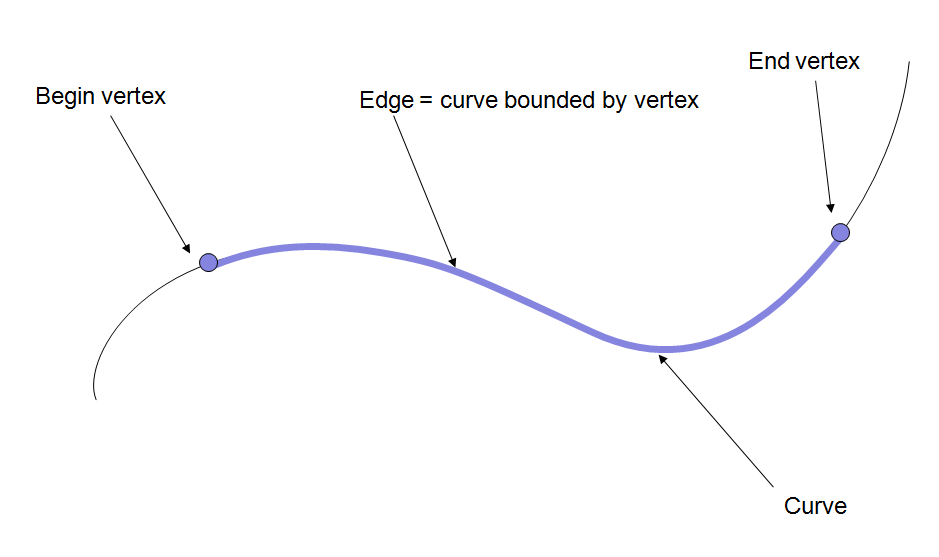 End vertex
Begin vertex
Edge = curve bounded by vertex
Curve